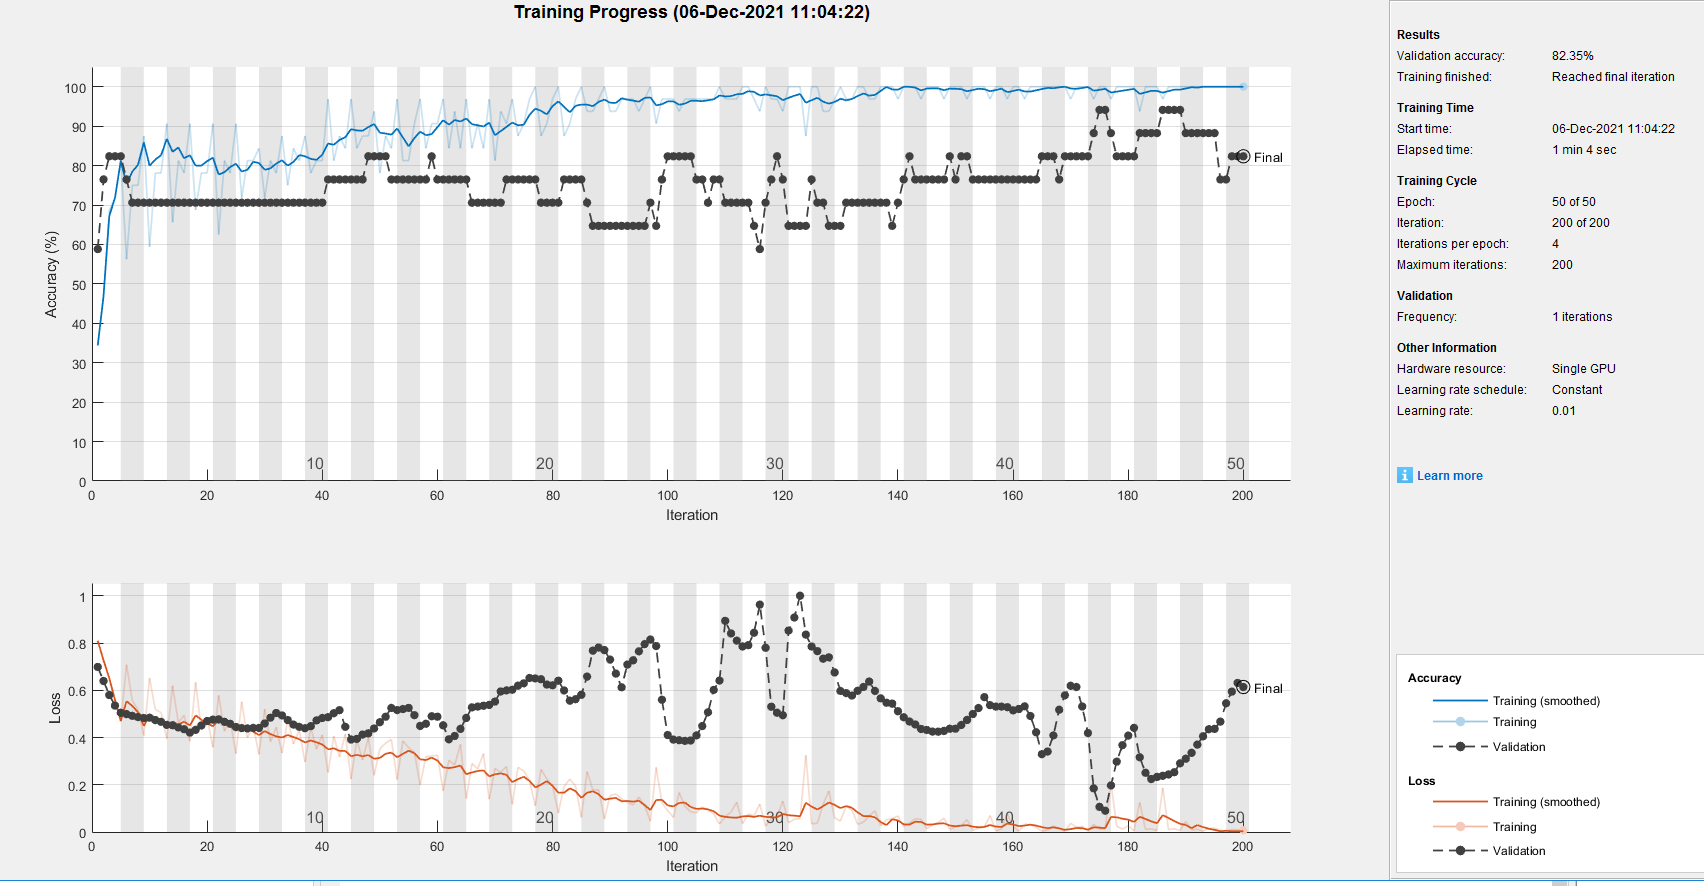 Training Progress (06-Dec-2021 11:04:22)
100
90
80
70
60
50
40
30
20
10
0
Accuracy (%)
Final
10 20 30 40 50
0 20 40 60 80 100 120 140 160 180 200
Iteration
1
0.8
0.6
0.4
0.2
0
Loss
Final
10 20 30 40 50
0 20 40 60 80 100 120 140 160 180 200
Iteration
Results
Validation accuracy: 82.35%
Training finished: Reached final iteration
Training Time
Start time: 06-Dec-2021 11:04:22
Elapsed time: 1 min 4 sec
Training Cycle
Epoch: 50 of 50
Iteration: 200 of 200
Iterations per epoch: 4
Maximum iterations: 200
Validation
Frequency: 1 iterations
Other Information
Hardware resource: Single GPU
Learning rate schedule: Constant
Learning rate: 0.01
i Learn more
Accuracy
Training (smoothed)
Training
Validation
Loss
Training (smoothed)
Training
Validation